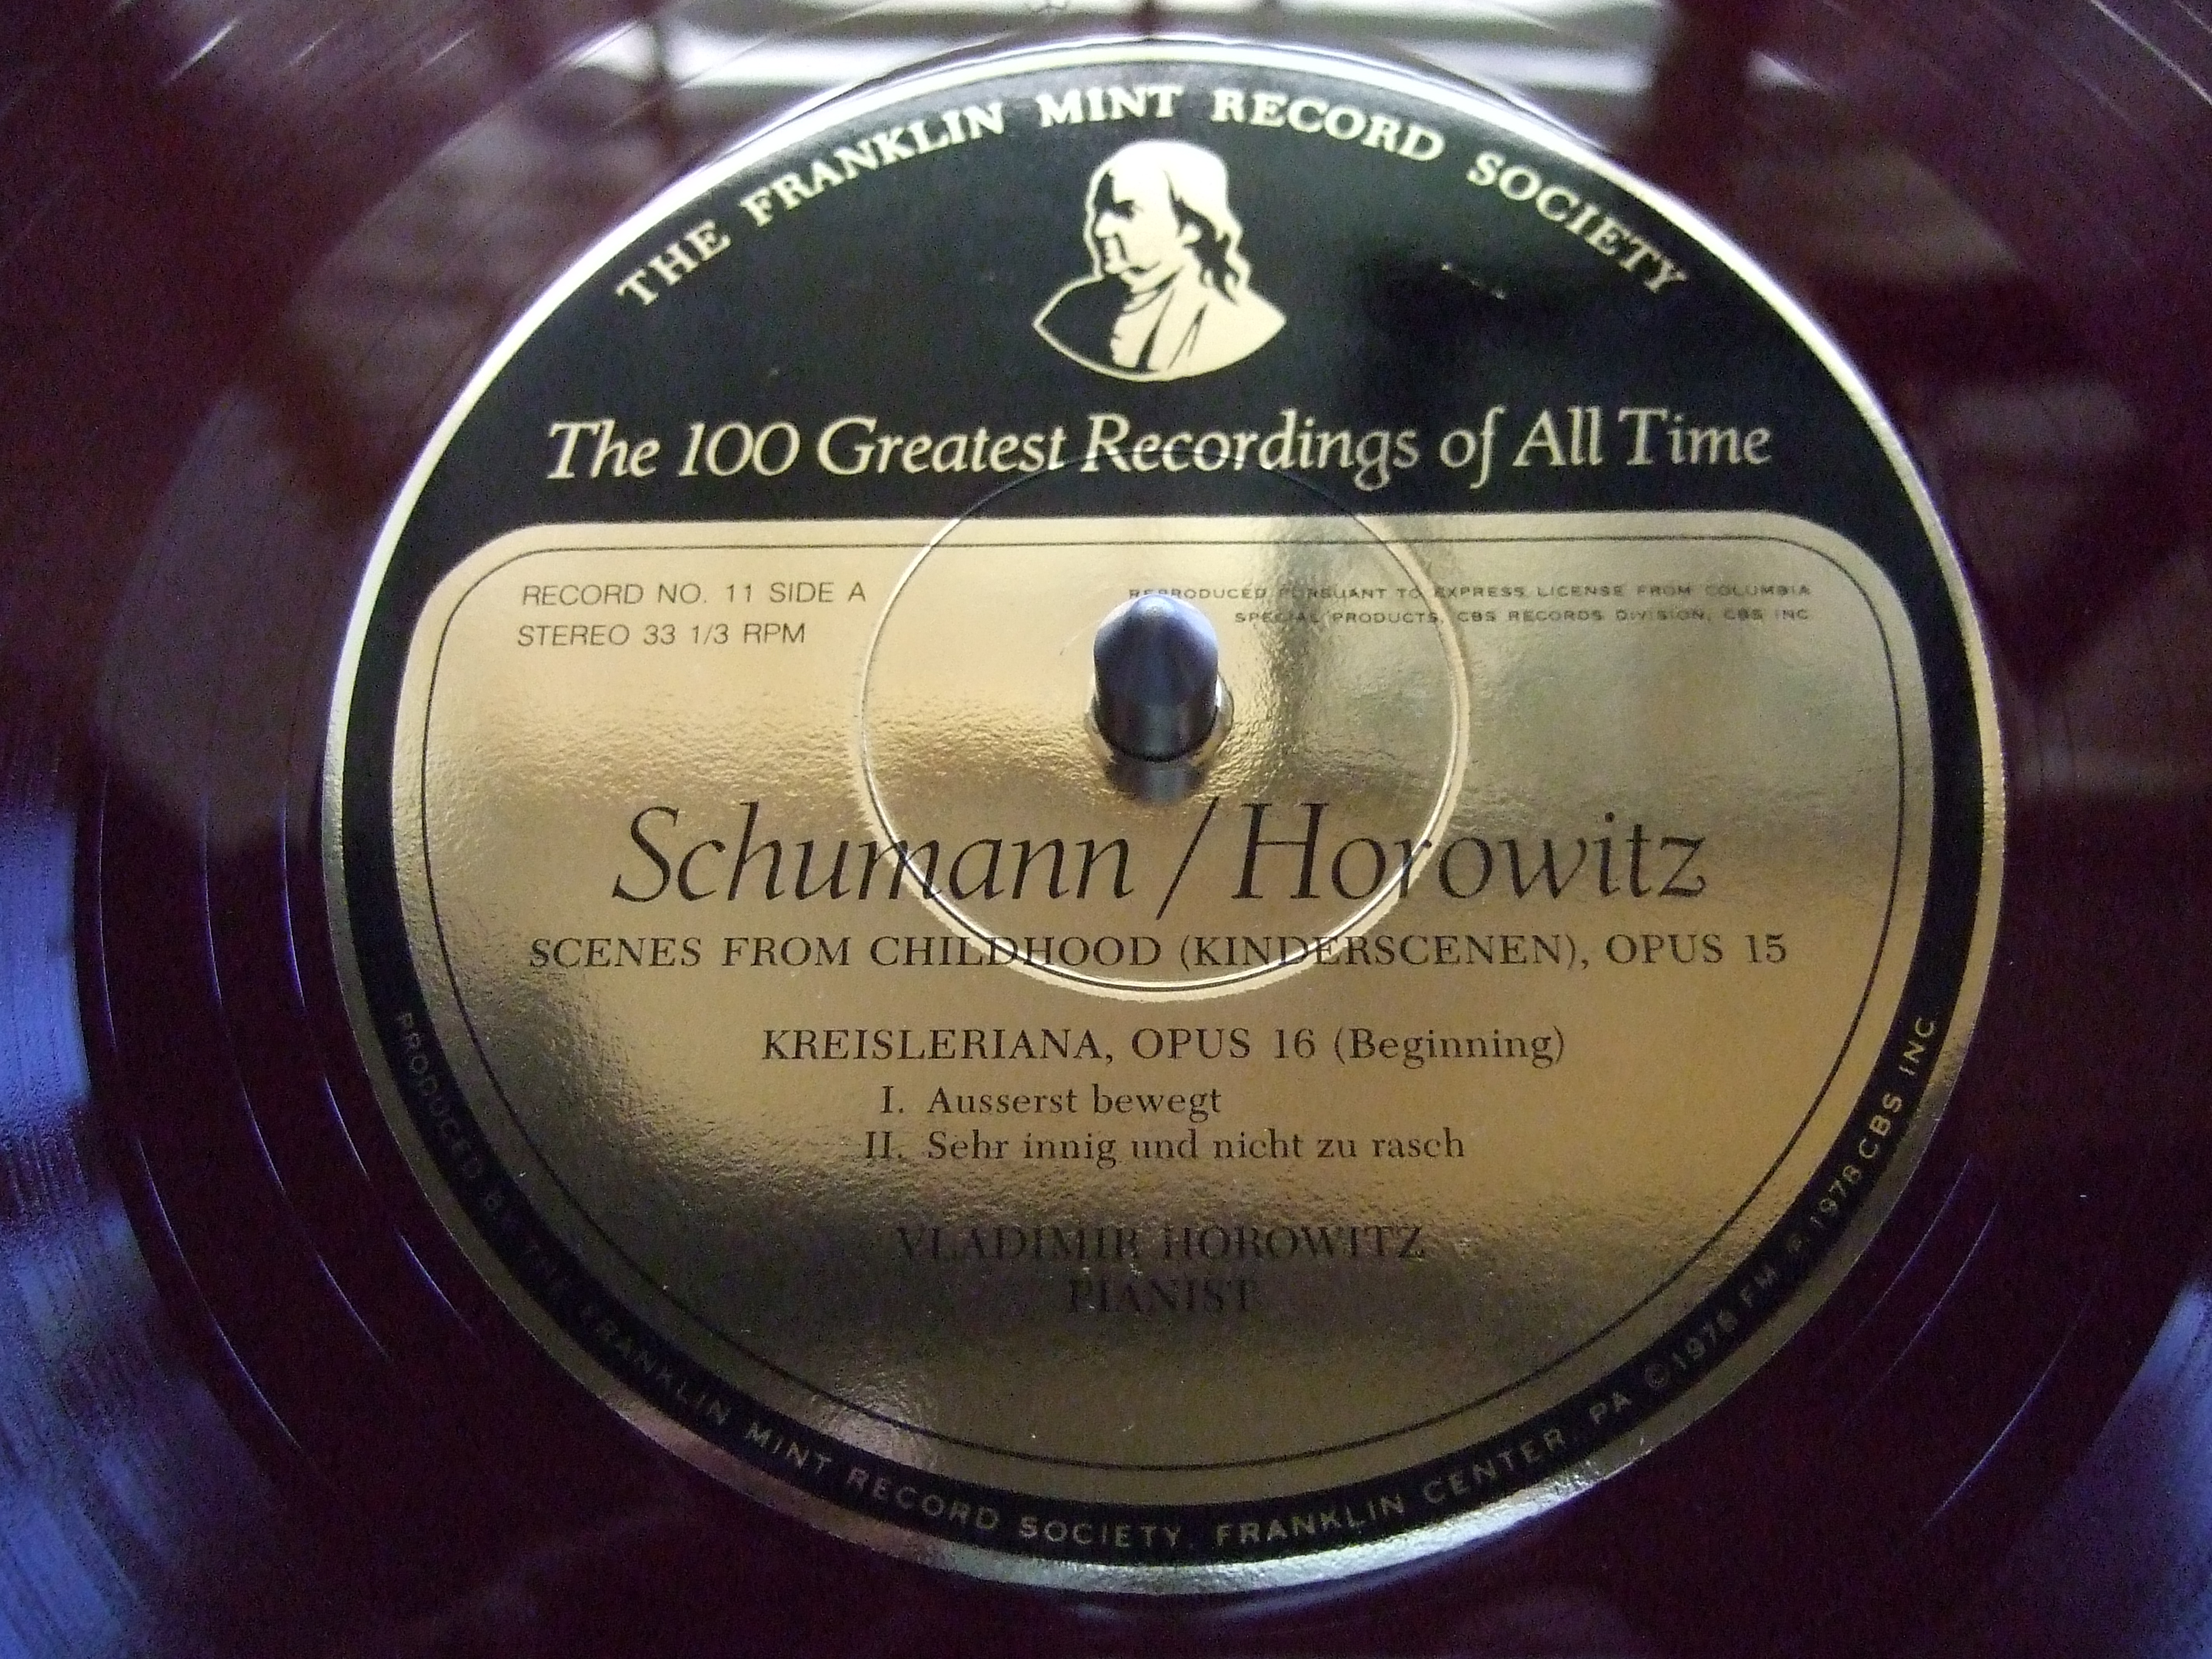 THE FRANKLIN MINT RECORD SOCIETY
The 100 Greatest Recordings of All Time
RECORD NO. 11 SIDE A
STEREO 33 1/3 RPM
REPRODUCED PURSUANT TO EXPRESS LICENSE FROM COLUMBIA
SPECIAL PRODUCTS, CBS RECORDS DIVISION, CBS INC
Schumann / Horowitz
SCENES FROM CHILDHOOD (KINDERSCENEN), OPUS 15
KREISLERIANA, OPUS 16 (Beginning)
I. Ausserst bewegt
II. Sehr innig und nicht zu rasch
VLADIMIR HOROWITZ
PIANIST
PRODUCED BY THE FRANKLIN MINT RECORD SOCIETY, FRANKLIN CENTER, PA © 1978 FM ℗ 1978 CBS INC